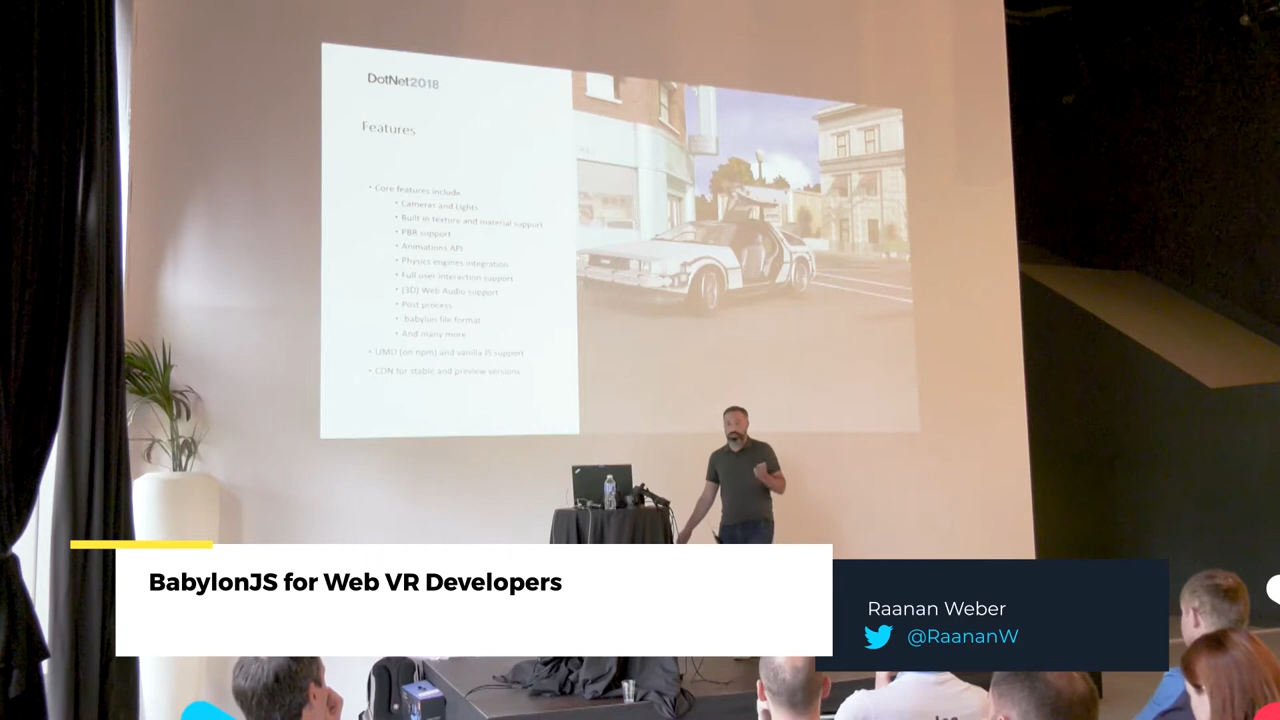 DotNet2018
Features
• Core features include
• Cameras and Lights
• Built in texture and material support
• PBR support
• Animations API
• Physics engines integration
• Full user interaction support
• (3D) Web Audio support
• Post process
• .babylon file format
• And many more
• UMD (on npm) and vanilla JS support
• CDN for stable and preview versions
BabylonJS for Web VR Developers
Raanan Weber
@RaananW